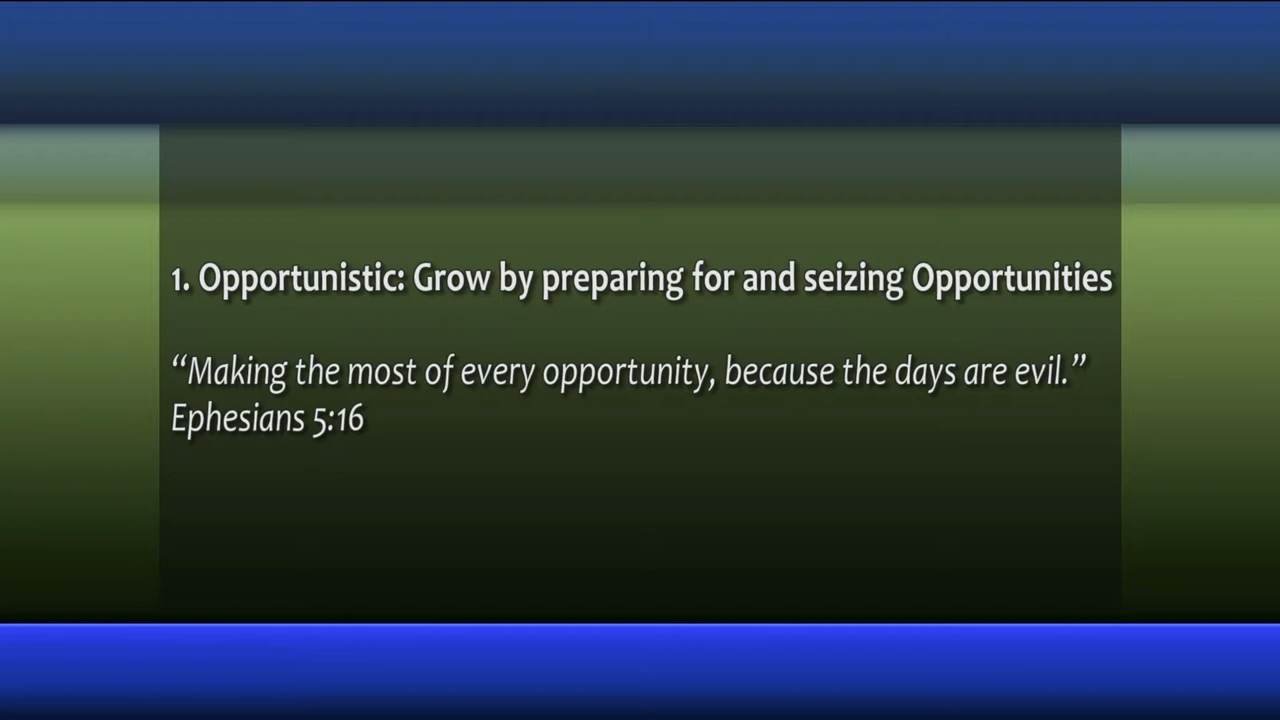 1. Opportunistic: Grow by preparing for and seizing Opportunities
“Making the most of every opportunity, because the days are evil.”
Ephesians 5:16